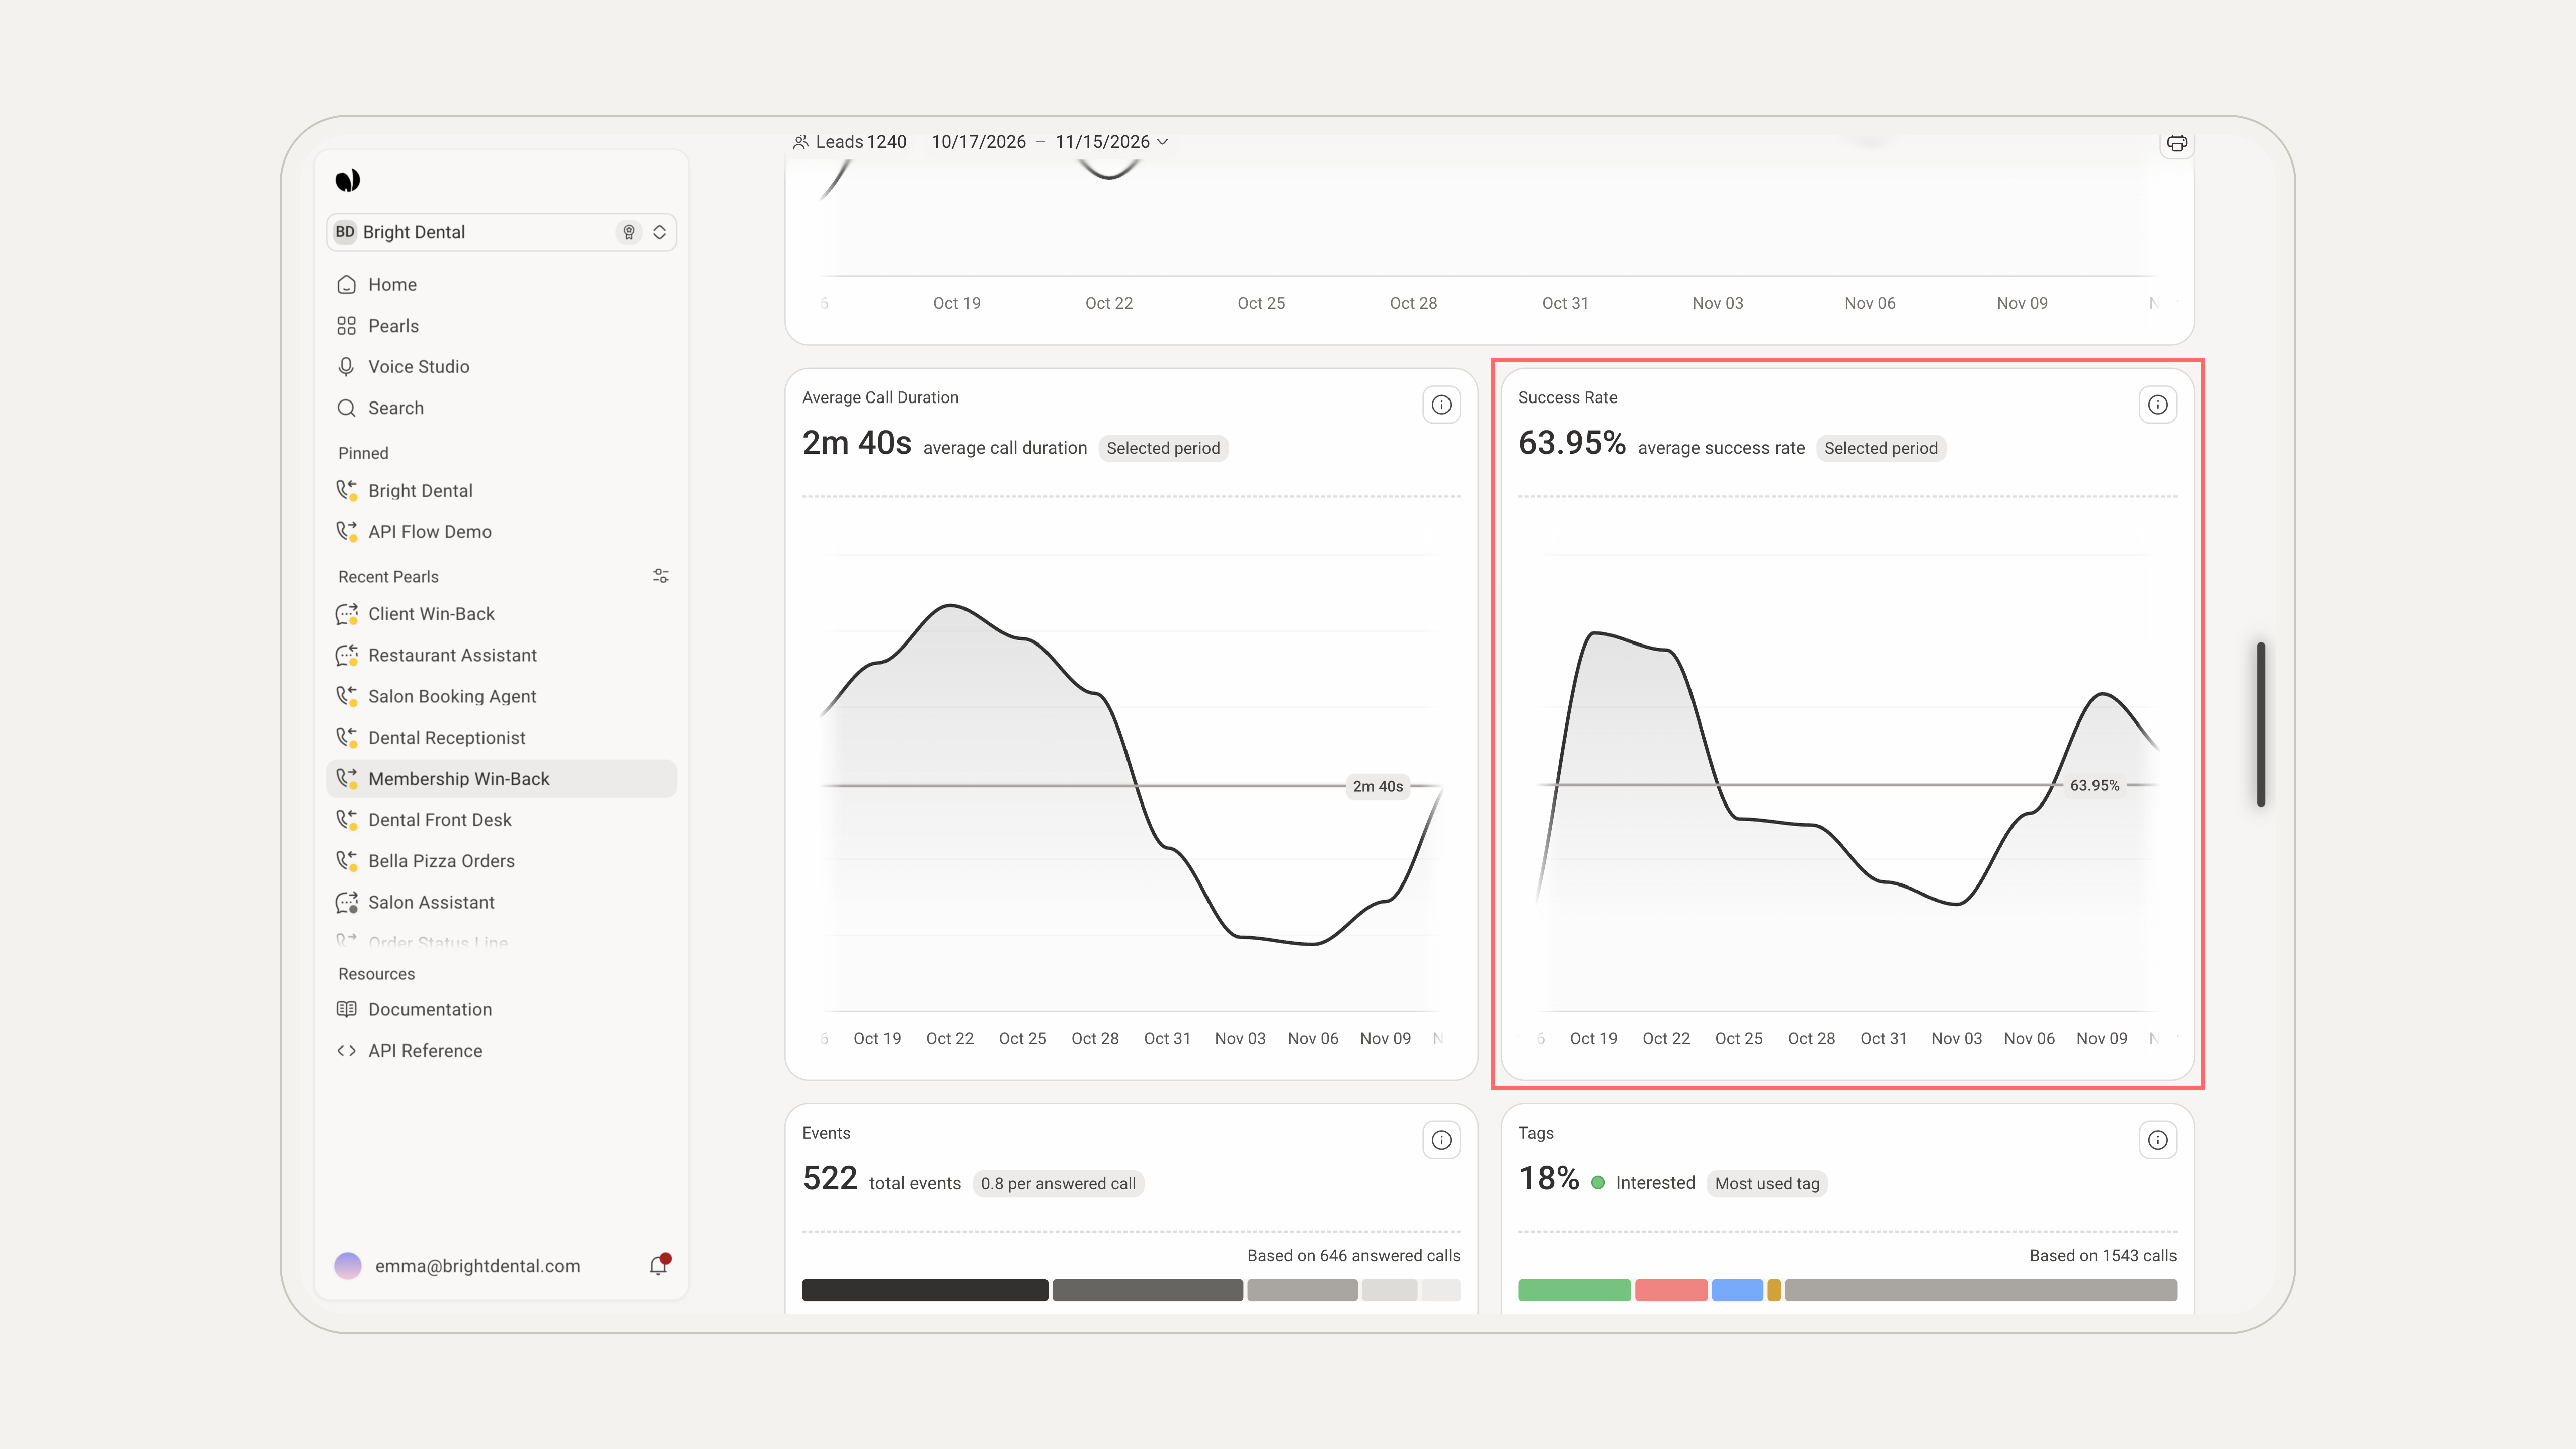 Leads 1240 10/17/2026 – 11/15/2026
BD Bright Dental
Home
Pearls
Voice Studio
Search
Pinned
Bright Dental
API Flow Demo
Recent Pearls
Client Win-Back
Restaurant Assistant
Salon Booking Agent
Dental Receptionist
Membership Win-Back
Dental Front Desk
Bella Pizza Orders
Salon Assistant
Order Status Line
Resources
Documentation
API Reference
emma@brightdental.com
6 Oct 19 Oct 22 Oct 25 Oct 28 Oct 31 Nov 03 Nov 06 Nov 09 N
Average Call Duration
2m 40s average call duration Selected period
2m 40s
6 Oct 19 Oct 22 Oct 25 Oct 28 Oct 31 Nov 03 Nov 06 Nov 09 N
Success Rate
63.95% average success rate Selected period
63.95%
6 Oct 19 Oct 22 Oct 25 Oct 28 Oct 31 Nov 03 Nov 06 Nov 09 N
Events
522 total events 0.8 per answered call
Based on 646 answered calls
Tags
18% Interested Most used tag
Based on 1543 calls